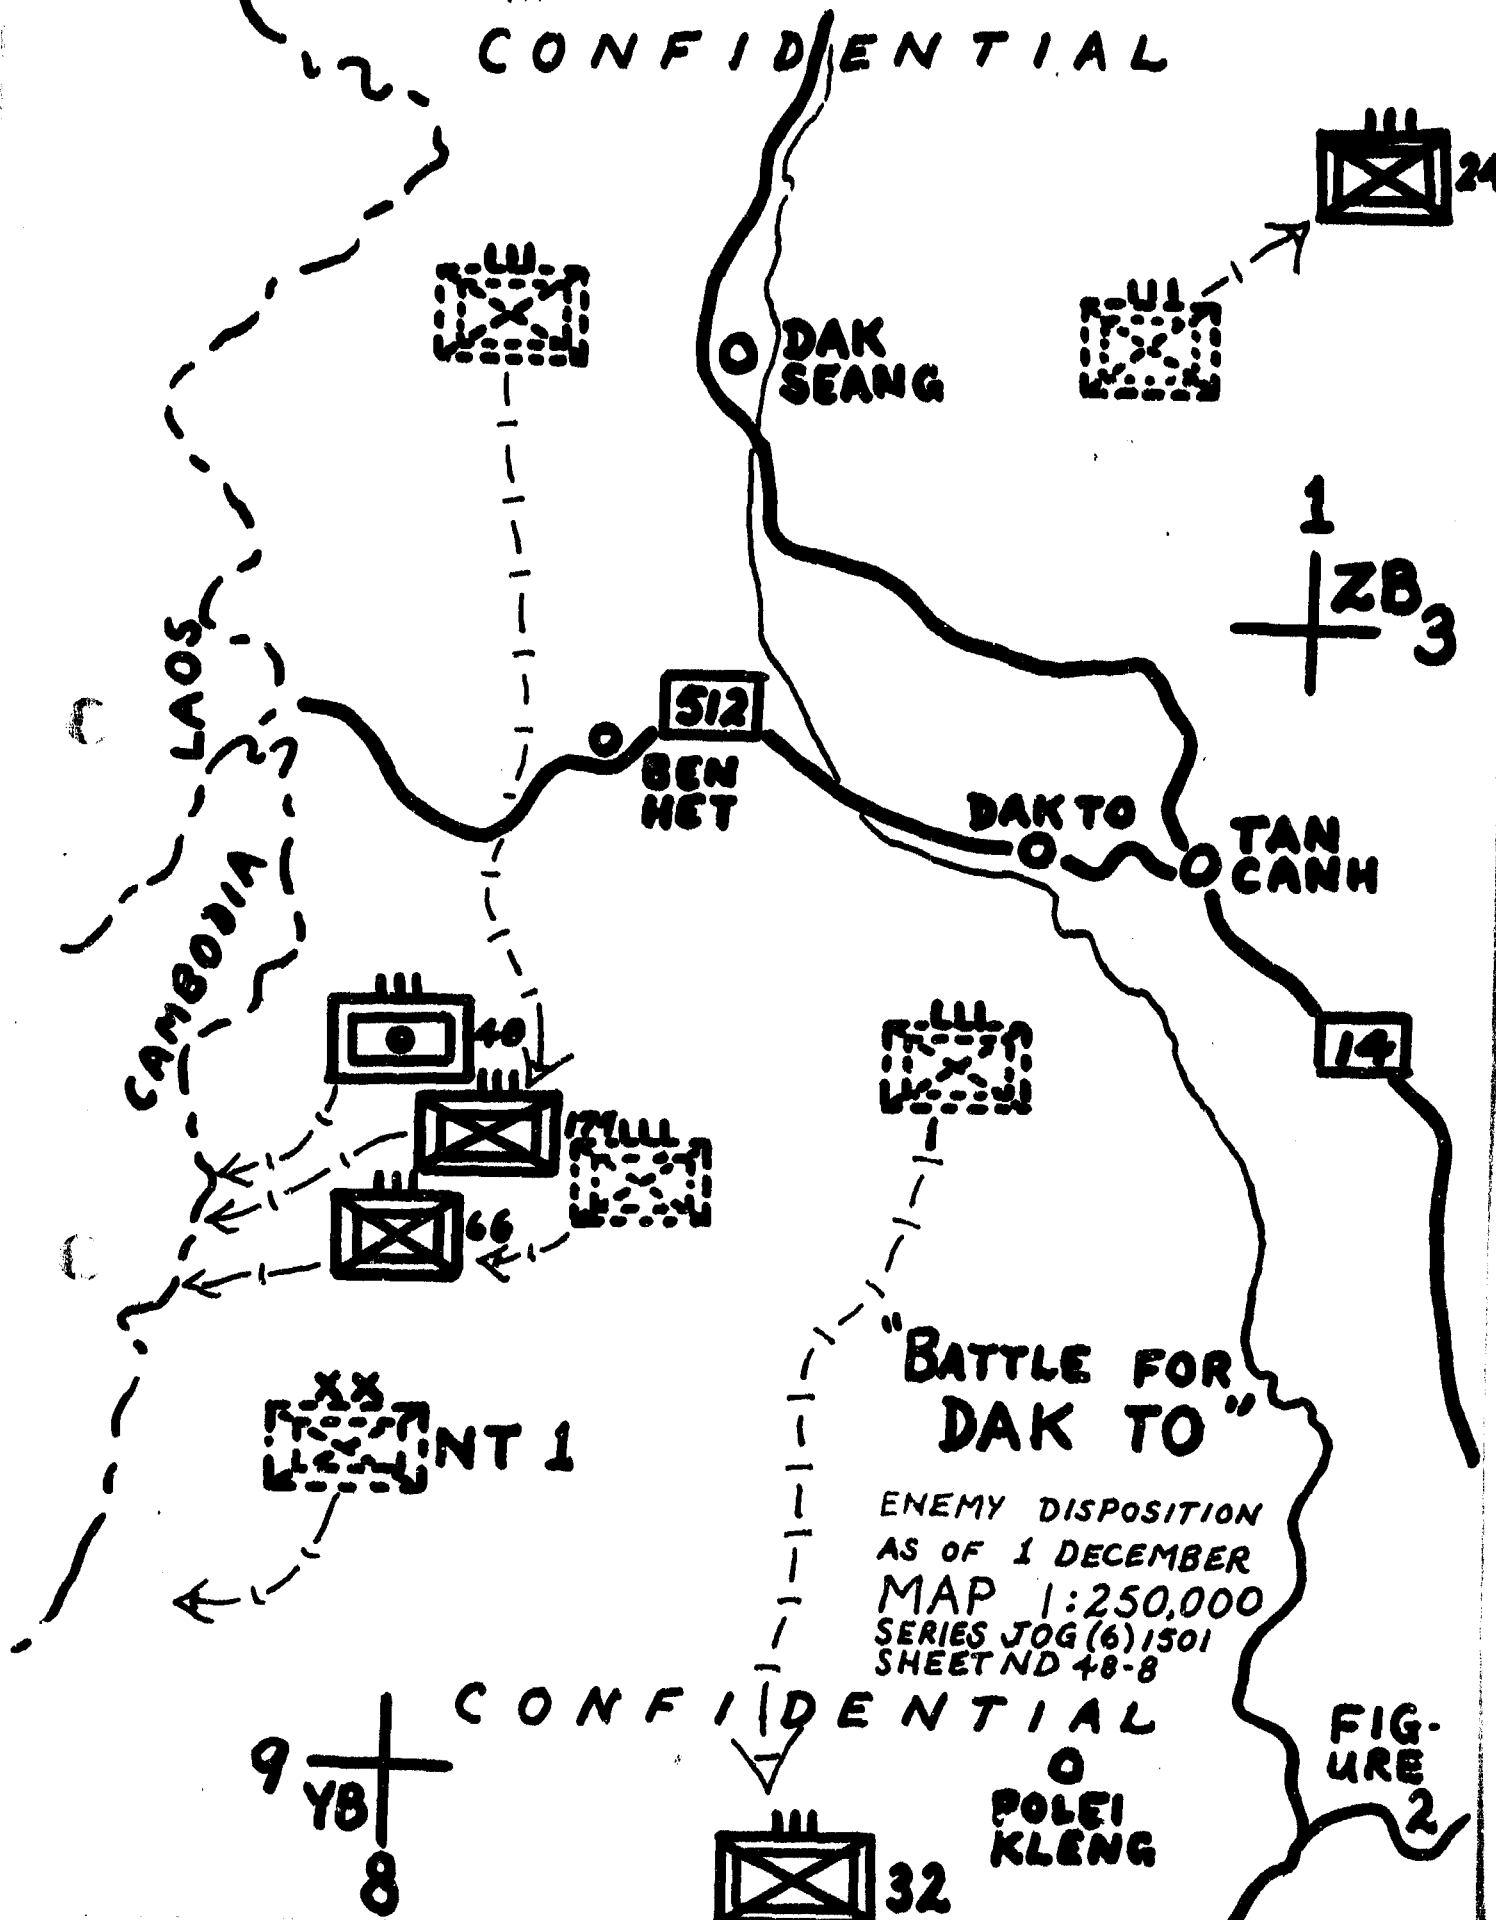 CONFIDENTIAL
24
DAK
SEANG
1
ZB
3
LAOS
512
BEN
HET
DAK TO
TAN
CANH
CAMBODIA
40
14
174
66
"BATTLE FOR
DAK TO"
XX
NT 1
ENEMY DISPOSITION
AS OF 1 DECEMBER
MAP 1:250,000
SERIES JOG (6) 1501
SHEET ND 48-8
CONFIDENTIAL
9
YB
8
FIG-
URE
2
POLEI
KLENG
32